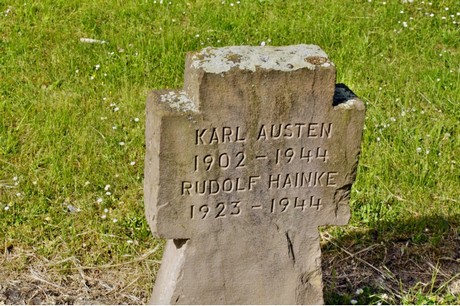 KARL AUSTEN
1902 - 1944
RUDOLF HAINKE
1923 - 1944